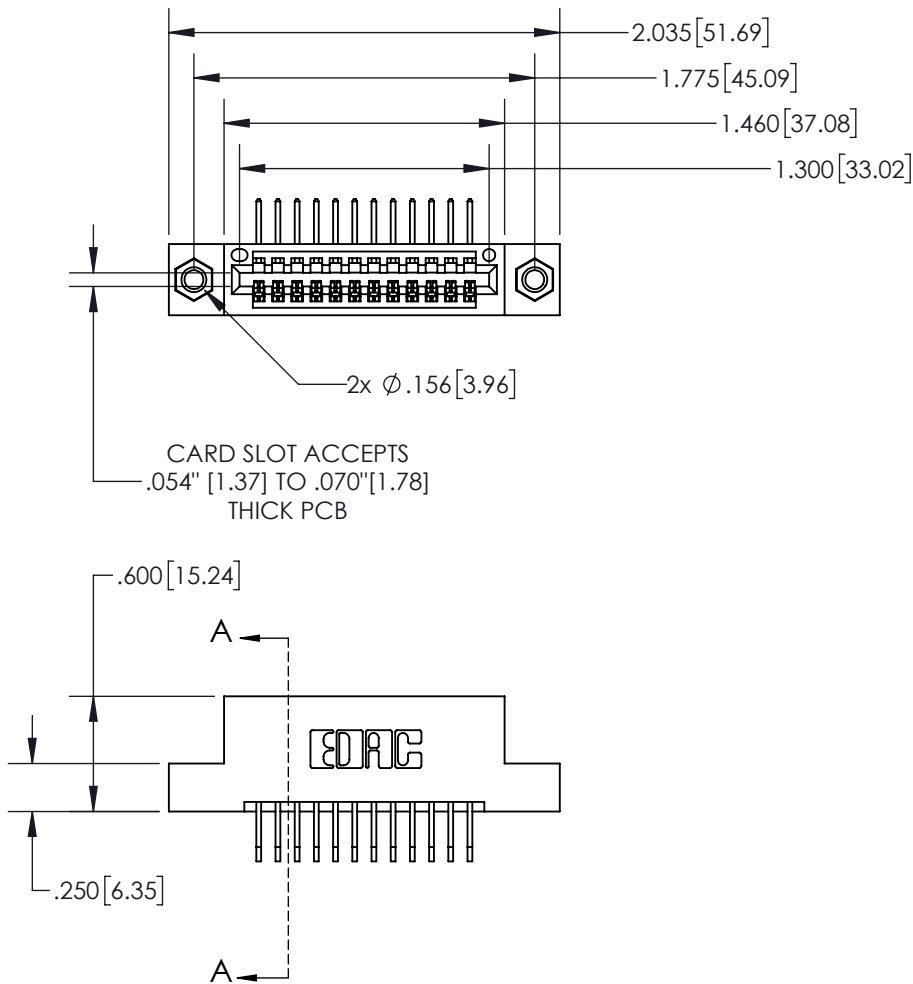 2.035[51.69]
1.775[45.09]
1.460[37.08]
1.300[33.02]
2x ∅.156[3.96]
CARD SLOT ACCEPTS
.054" [1.37] TO .070"[1.78]
THICK PCB
.600[15.24]
A
EDAC
.250[6.35]
A